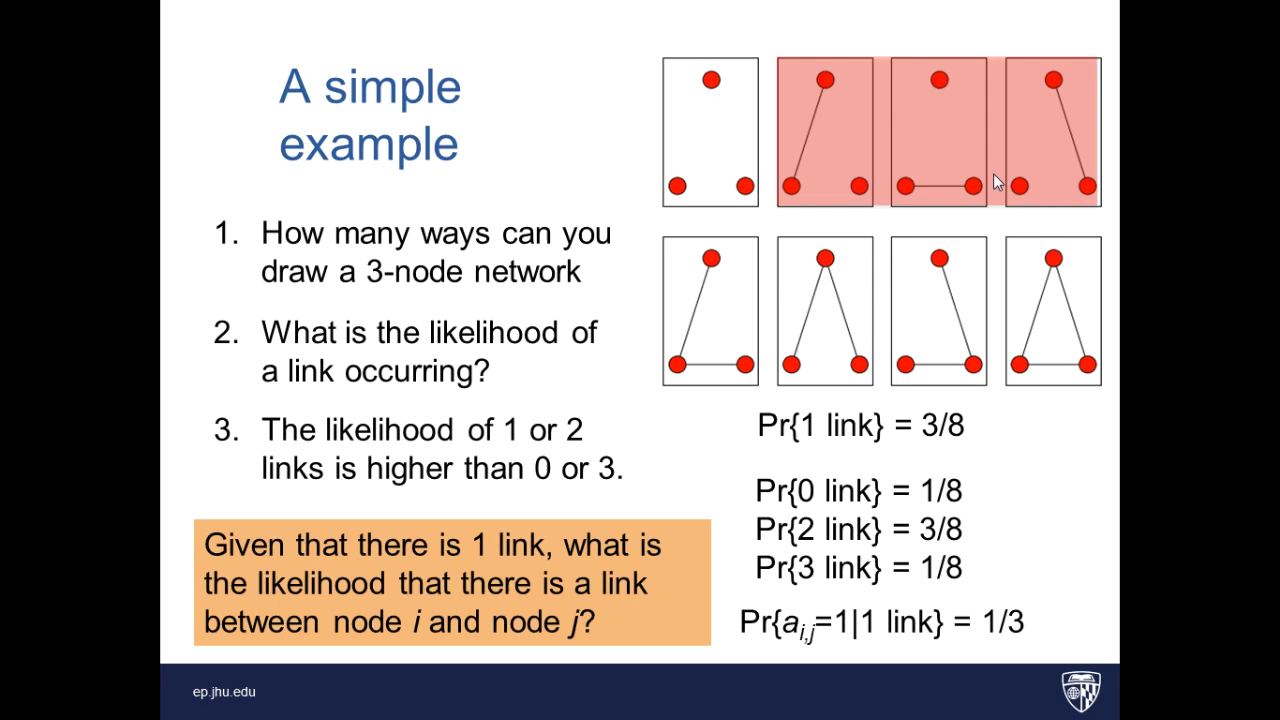 A simple
example
1. How many ways can you
draw a 3-node network
2. What is the likelihood of
a link occurring?
3. The likelihood of 1 or 2
links is higher than 0 or 3.
Given that there is 1 link, what is
the likelihood that there is a link
between node i and node j?
Pr{1 link} = 3/8
Pr{0 link} = 1/8
Pr{2 link} = 3/8
Pr{3 link} = 1/8
Pr{ai,j=1|1 link} = 1/3
ep.jhu.edu